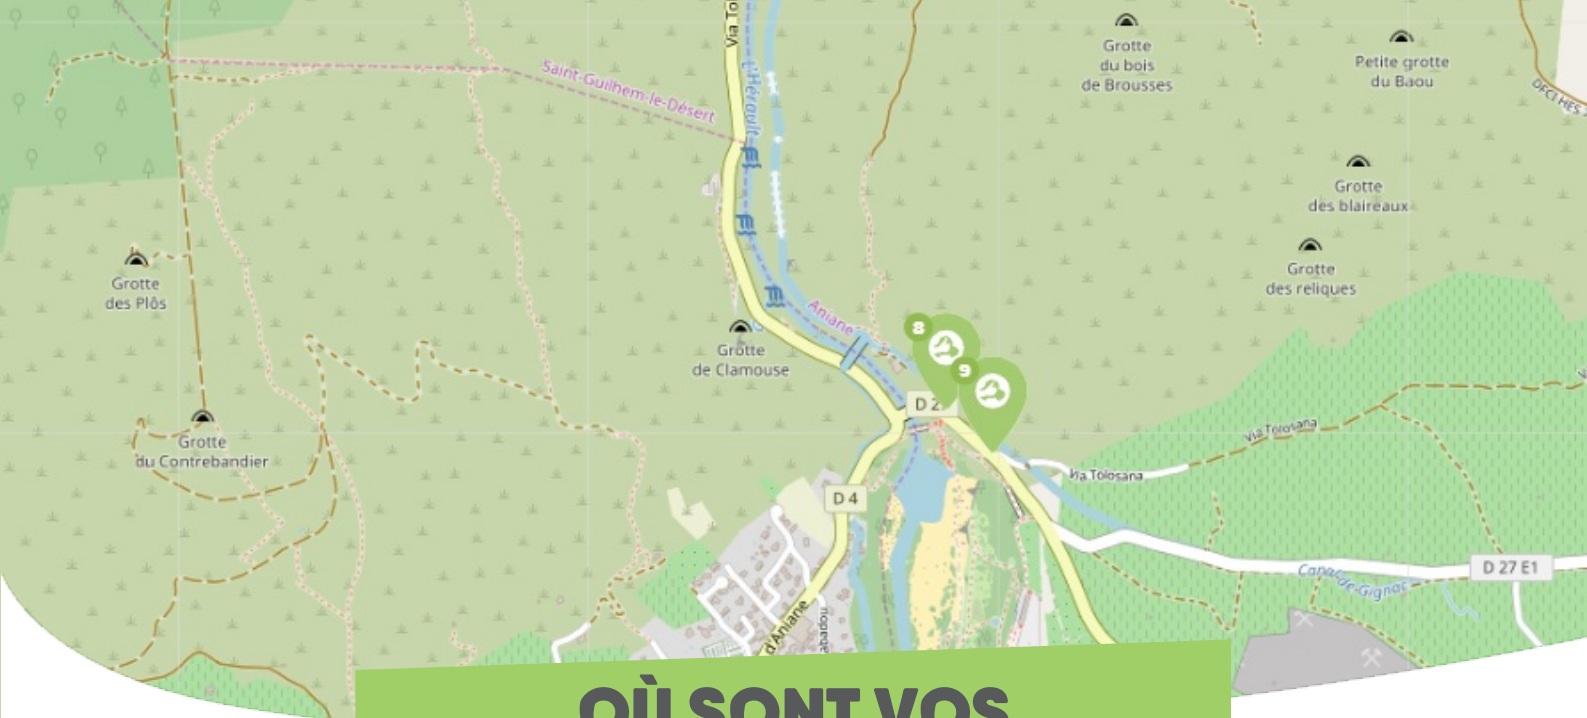 Via To
L'Hérault
Grotte
du bois
de Brousses
Petite grotte
du Baou
DFCI HES
Saint-Guilhem-le-Désert
Grotte
des blaireaux
Grotte
des reliques
Grotte
des Plôs
Aniane
8
Grotte
de Clamouse
9
D 2
Grotte
du Contrebandier
Via Tolosana
Via Tolosana
D 4
D 27 E1
Canal de Gignac
d'Aniane
OÙ SONT VOS